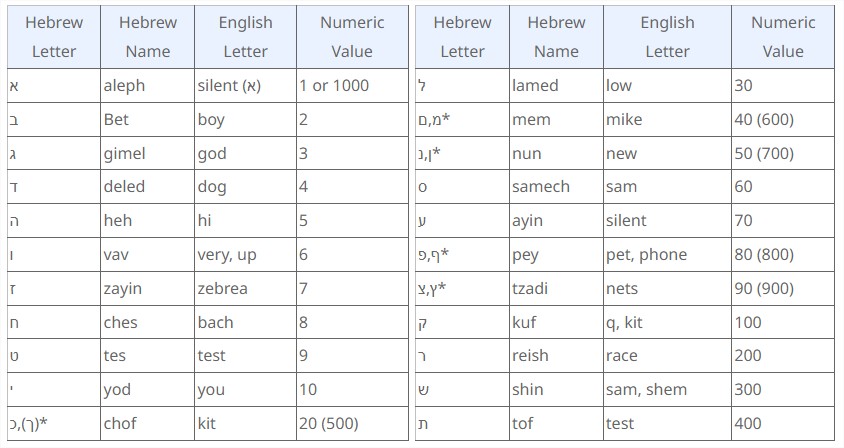 Hebrew Letter Hebrew Name English Letter Numeric Value
א aleph silent (א) 1 or 1000
ב Bet boy 2
ג gimel god 3
ד deled dog 4
ה heh hi 5
ו vav very, up 6
ז zayin zebrea 7
ח ches bach 8
ט tes test 9
י yod you 10
כ,(ך)* chof kit 20 (500)
Hebrew Letter Hebrew Name English Letter Numeric Value
ל lamed low 30
מ,ם* mem mike 40 (600)
נ,ן* nun new 50 (700)
ס samech sam 60
ע ayin silent 70
פ,ף* pey pet, phone 80 (800)
צ,ץ* tzadi nets 90 (900)
ק kuf q, kit 100
ר reish race 200
ש shin sam, shem 300
ת tof test 400